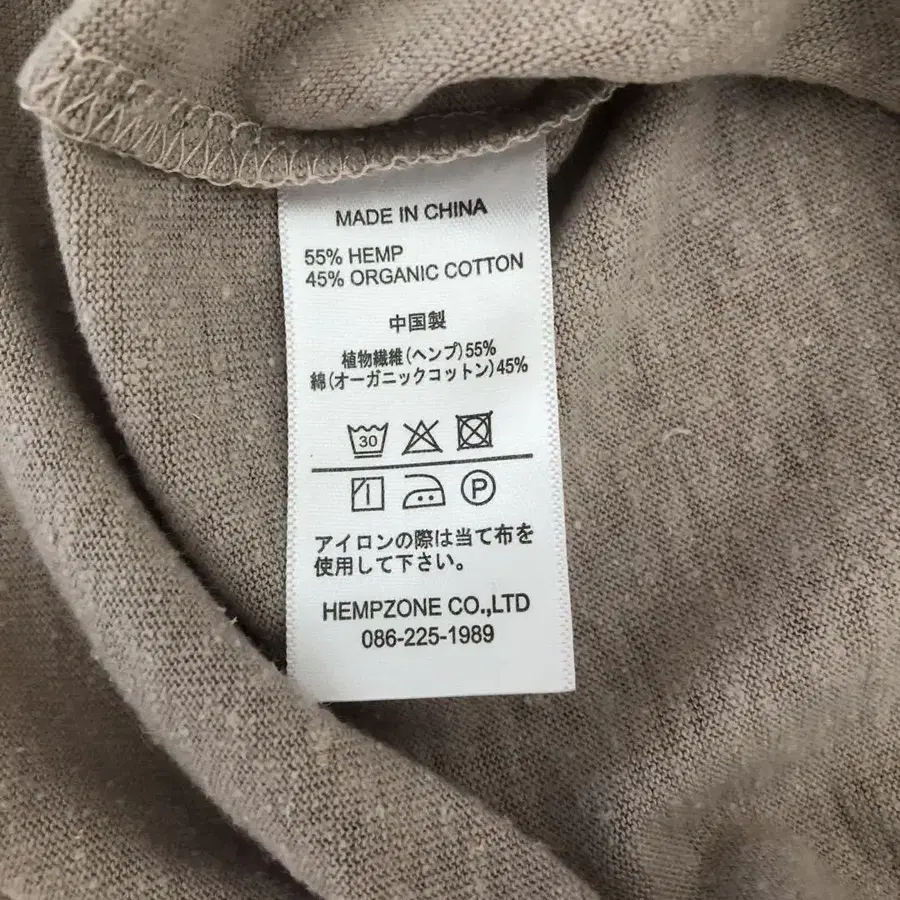 MADE IN CHINA
55% HEMP
45% ORGANIC COTTON
中国製
植物繊維(ヘンプ)55%
綿(オーガニックコットン)45%
30
P
アイロンの際は当て布を
使用して下さい。
HEMPZONE CO.,LTD
086-225-1989